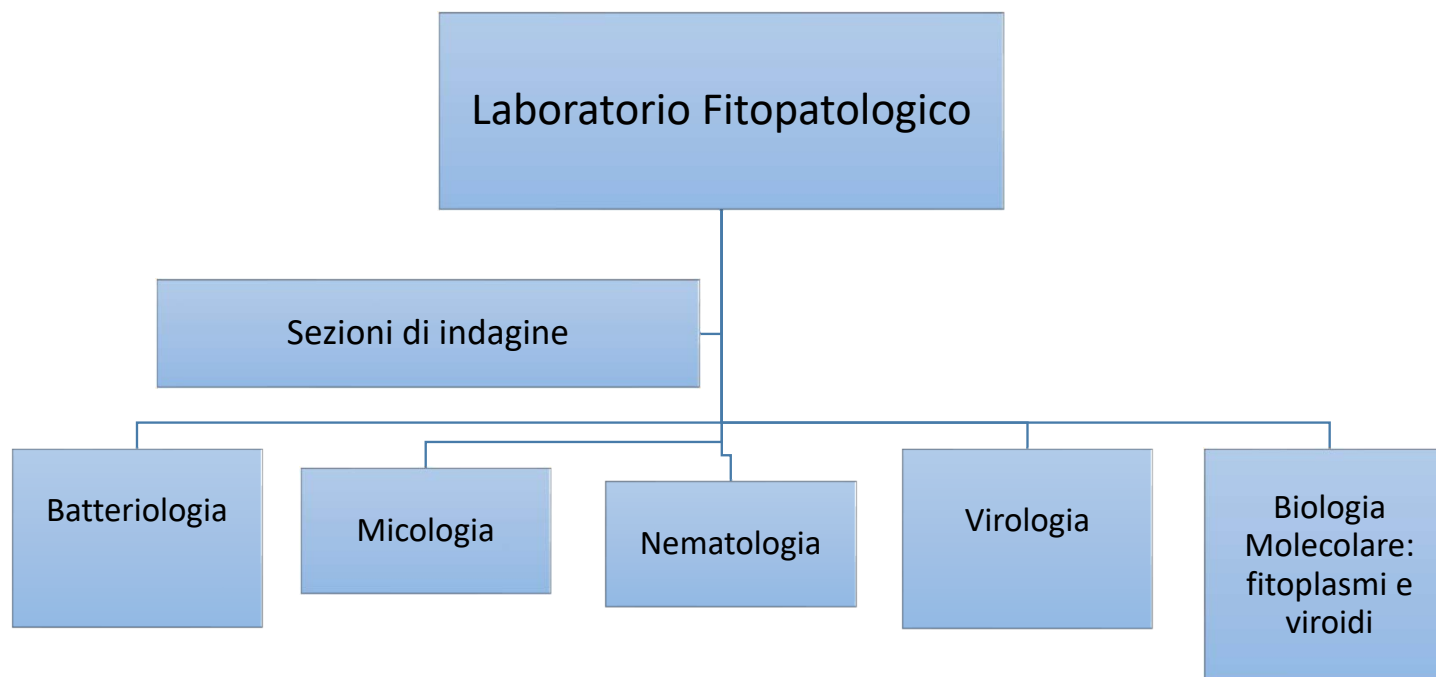 Laboratorio Fitopatologico
Sezioni di indagine
Batteriologia
Micologia
Nematologia
Virologia
Biologia
Molecolare:
fitoplasmi e
viroidi